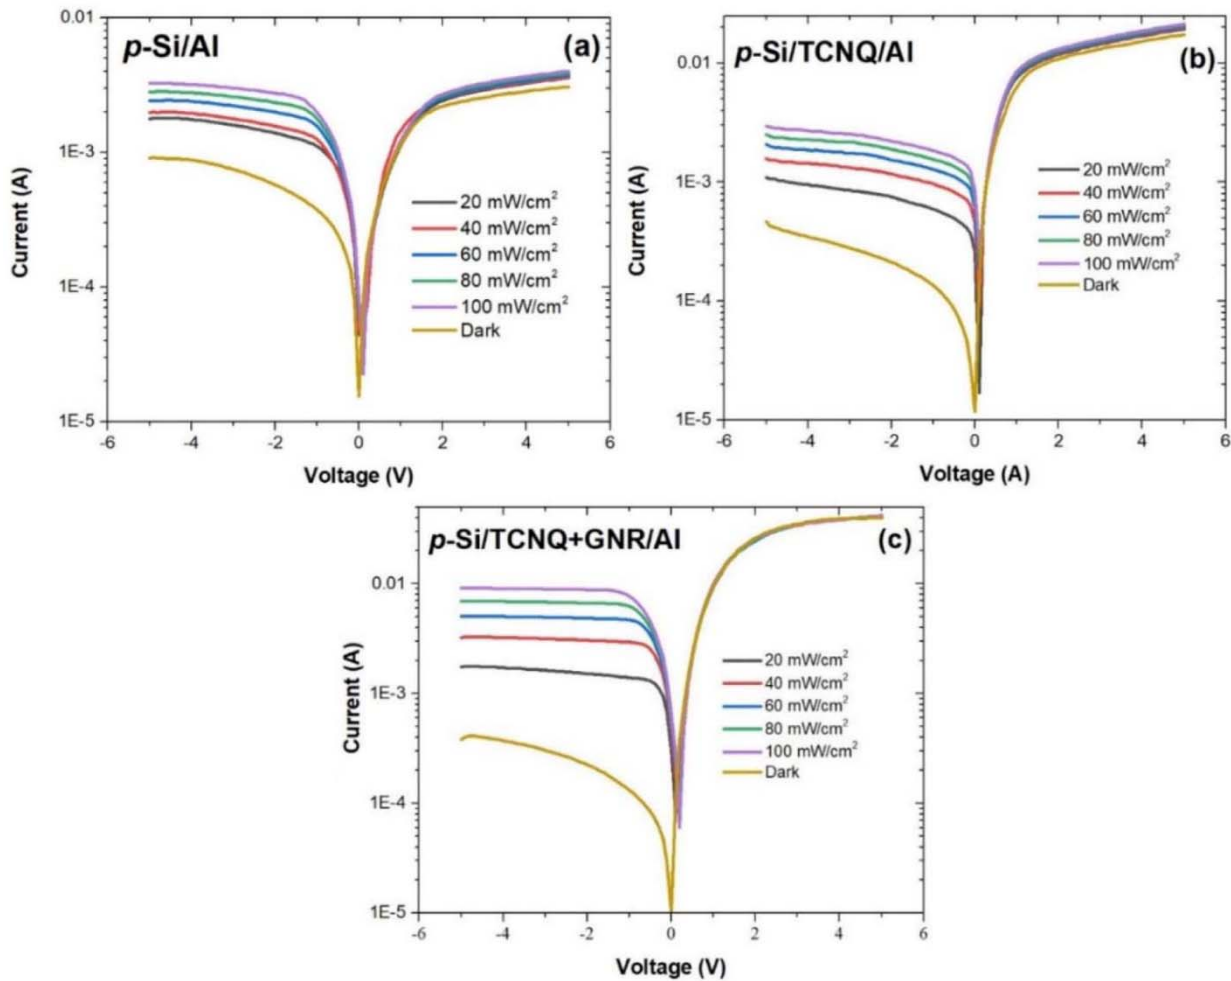 p-Si/Al
(a)
0.01
1E-3
1E-4
1E-5
Current (A)
20 mW/cm²
40 mW/cm²
60 mW/cm²
80 mW/cm²
100 mW/cm²
Dark
-6
-4
-2
0
2
4
6
Voltage (V)
p-Si/TCNQ/Al
(b)
0.01
1E-3
1E-4
1E-5
Current (A)
20 mW/cm²
40 mW/cm²
60 mW/cm²
80 mW/cm²
100 mW/cm²
Dark
-6
-4
-2
0
2
4
6
Voltage (A)
p-Si/TCNQ+GNR/Al
(c)
0.01
1E-3
1E-4
1E-5
Current (A)
20 mW/cm²
40 mW/cm²
60 mW/cm²
80 mW/cm²
100 mW/cm²
Dark
-6
-4
-2
0
2
4
6
Voltage (V)